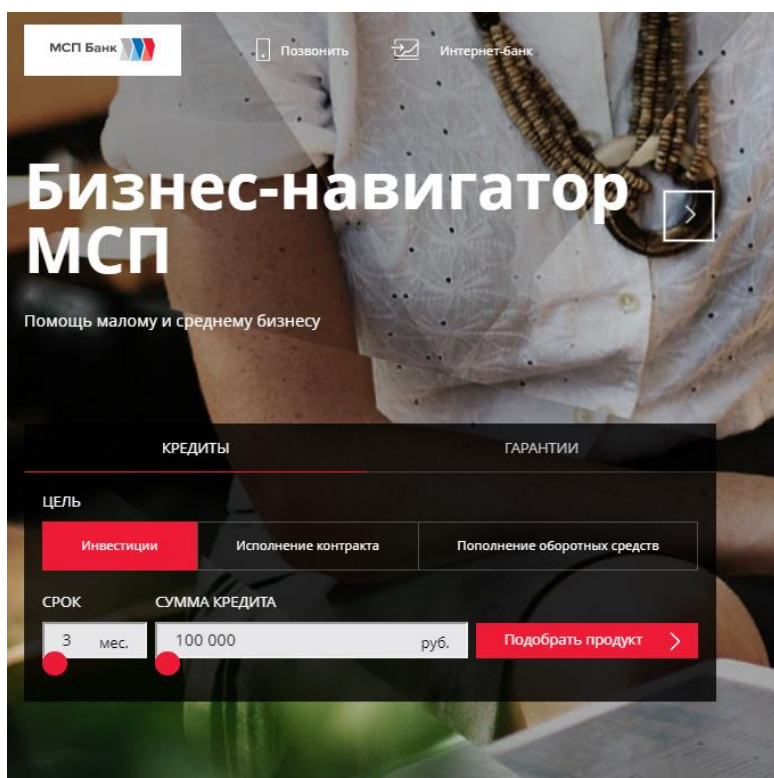 МСП Банк
Позвонить
Интернет-банк
Бизнес-навигатор
МСП
Помощь малому и среднему бизнесу
КРЕДИТЫ
ГАРАНТИИ
ЦЕЛЬ
Инвестиции
Исполнение контракта
Пополнение оборотных средств
СРОК
СУММА КРЕДИТА
3 мес.
100 000 руб.
Подобрать продукт